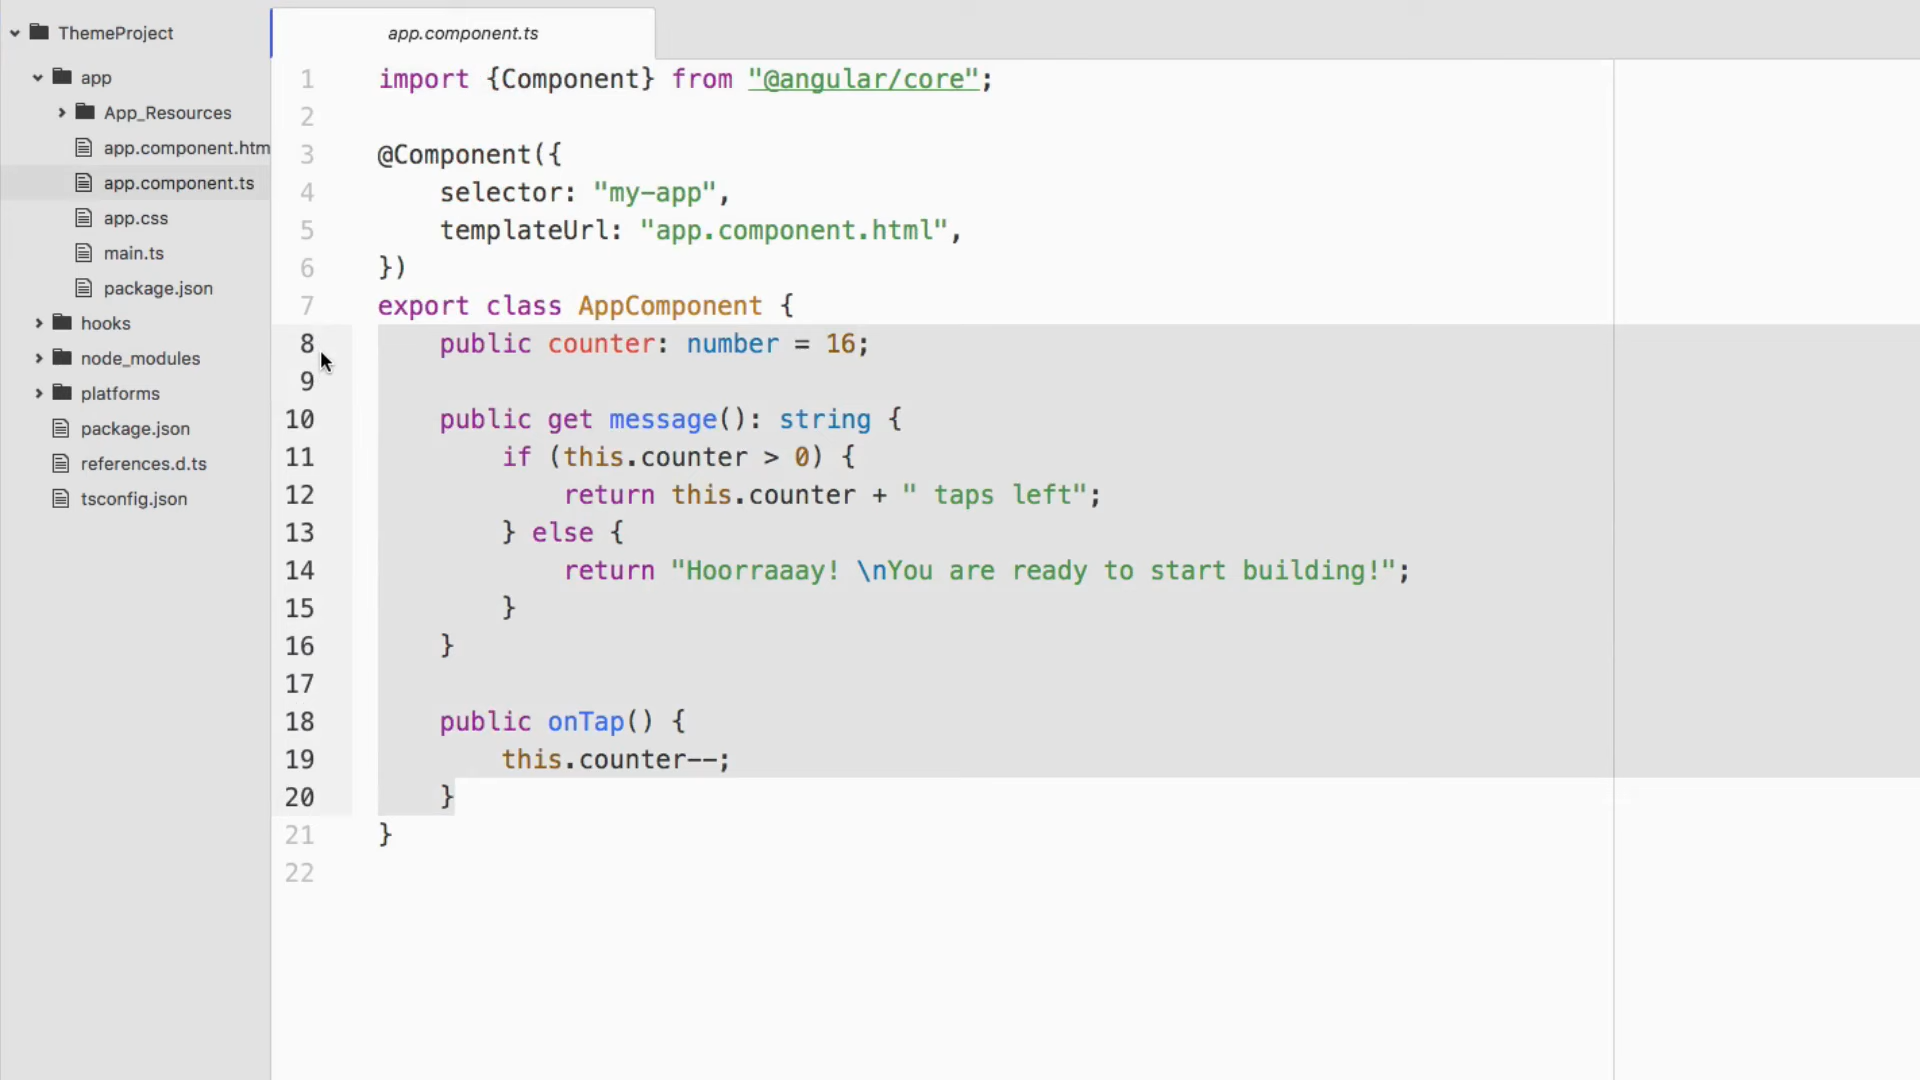 ThemeProject
app
App_Resources
app.component.htm
app.component.ts
app.css
main.ts
package.json
hooks
node_modules
platforms
package.json
references.d.ts
tsconfig.json
app.component.ts
1 import {Component} from "@angular/core";
2
3 @Component({
4     selector: "my-app",
5     templateUrl: "app.component.html",
6 })
7 export class AppComponent {
8     public counter: number = 16;
9
10     public get message(): string {
11         if (this.counter > 0) {
12             return this.counter + " taps left";
13         } else {
14             return "Hoorraaay! \nYou are ready to start building!";
15         }
16     }
17
18     public onTap() {
19         this.counter--;
20     }
21 }
22